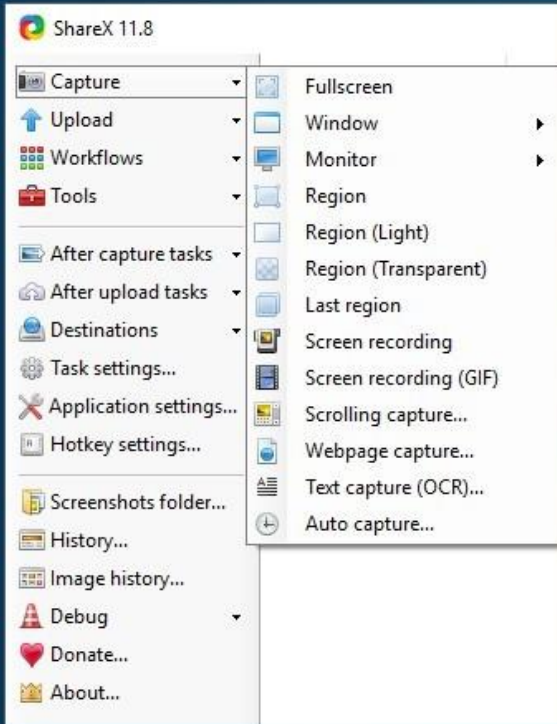 ShareX 11.8
Capture
Upload
Workflows
Tools
After capture tasks
After upload tasks
Destinations
Task settings...
Application settings...
Hotkey settings...
Screenshots folder...
History...
Image history...
Debug
Donate...
About...
Fullscreen
Window
Monitor
Region
Region (Light)
Region (Transparent)
Last region
Screen recording
Screen recording (GIF)
Scrolling capture...
Webpage capture...
Text capture (OCR)...
Auto capture...